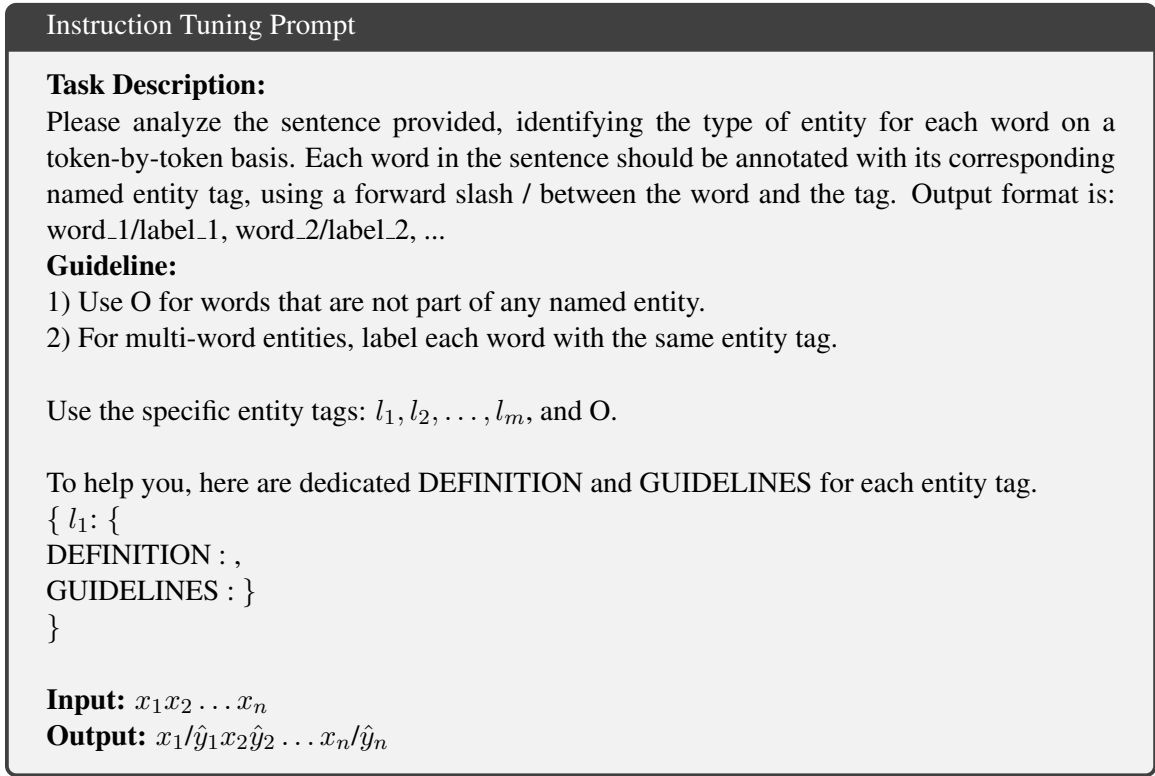 Instruction Tuning Prompt
Task Description:
Please analyze the sentence provided, identifying the type of entity for each word on a
token-by-token basis. Each word in the sentence should be annotated with its corresponding
named entity tag, using a forward slash / between the word and the tag. Output format is:
word_1/label_1, word_2/label_2, ...
Guideline:
1) Use O for words that are not part of any named entity.
2) For multi-word entities, label each word with the same entity tag.
Use the specific entity tags: l₁, l₂, . . . , lₘ, and O.
To help you, here are dedicated DEFINITION and GUIDELINES for each entity tag.
{ l₁: {
DEFINITION : ,
GUIDELINES : }
}
Input: x₁x₂ . . . xₙ
Output: x₁/ŷ₁x₂ŷ₂ . . . xₙ/ŷₙ